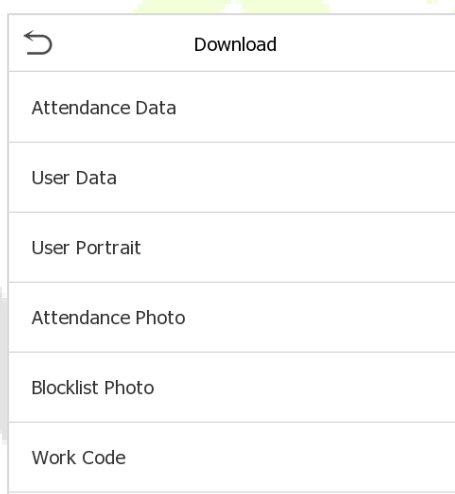 Download
Attendance Data
User Data
User Portrait
Attendance Photo
Blocklist Photo
Work Code